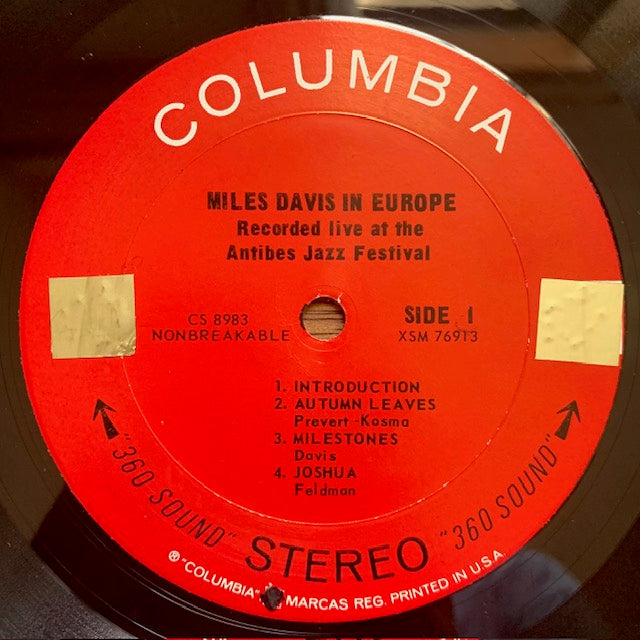 COLUMBIA
MILES DAVIS IN EUROPE
Recorded live at the
Antibes Jazz Festival
CS 8983
NONBREAKABLE
SIDE 1
XSM 76913
1. INTRODUCTION
2. AUTUMN LEAVES
Prevert-Kosma
3. MILESTONES
Davis
4. JOSHUA
Feldman
"360 SOUND" STEREO "360 SOUND"
® "COLUMBIA" MARCAS REG. PRINTED IN U.S.A.